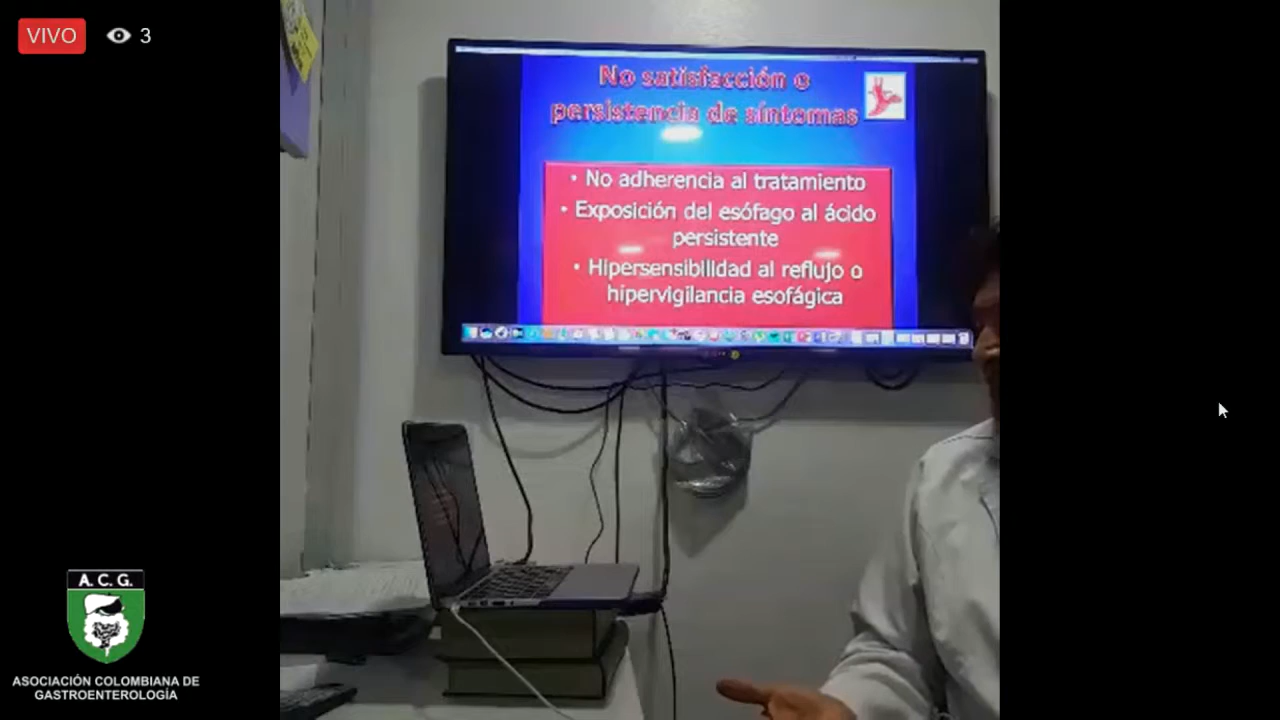 VIVO
3
No satisfacción o
persistencia de síntomas
• No adherencia al tratamiento
• Exposición del esófago al ácido
persistente
• Hipersensibilidad al reflujo o
hipervigilancia esofágica
A.C.G.
ASOCIACIÓN COLOMBIANA DE
GASTROENTEROLOGÍA